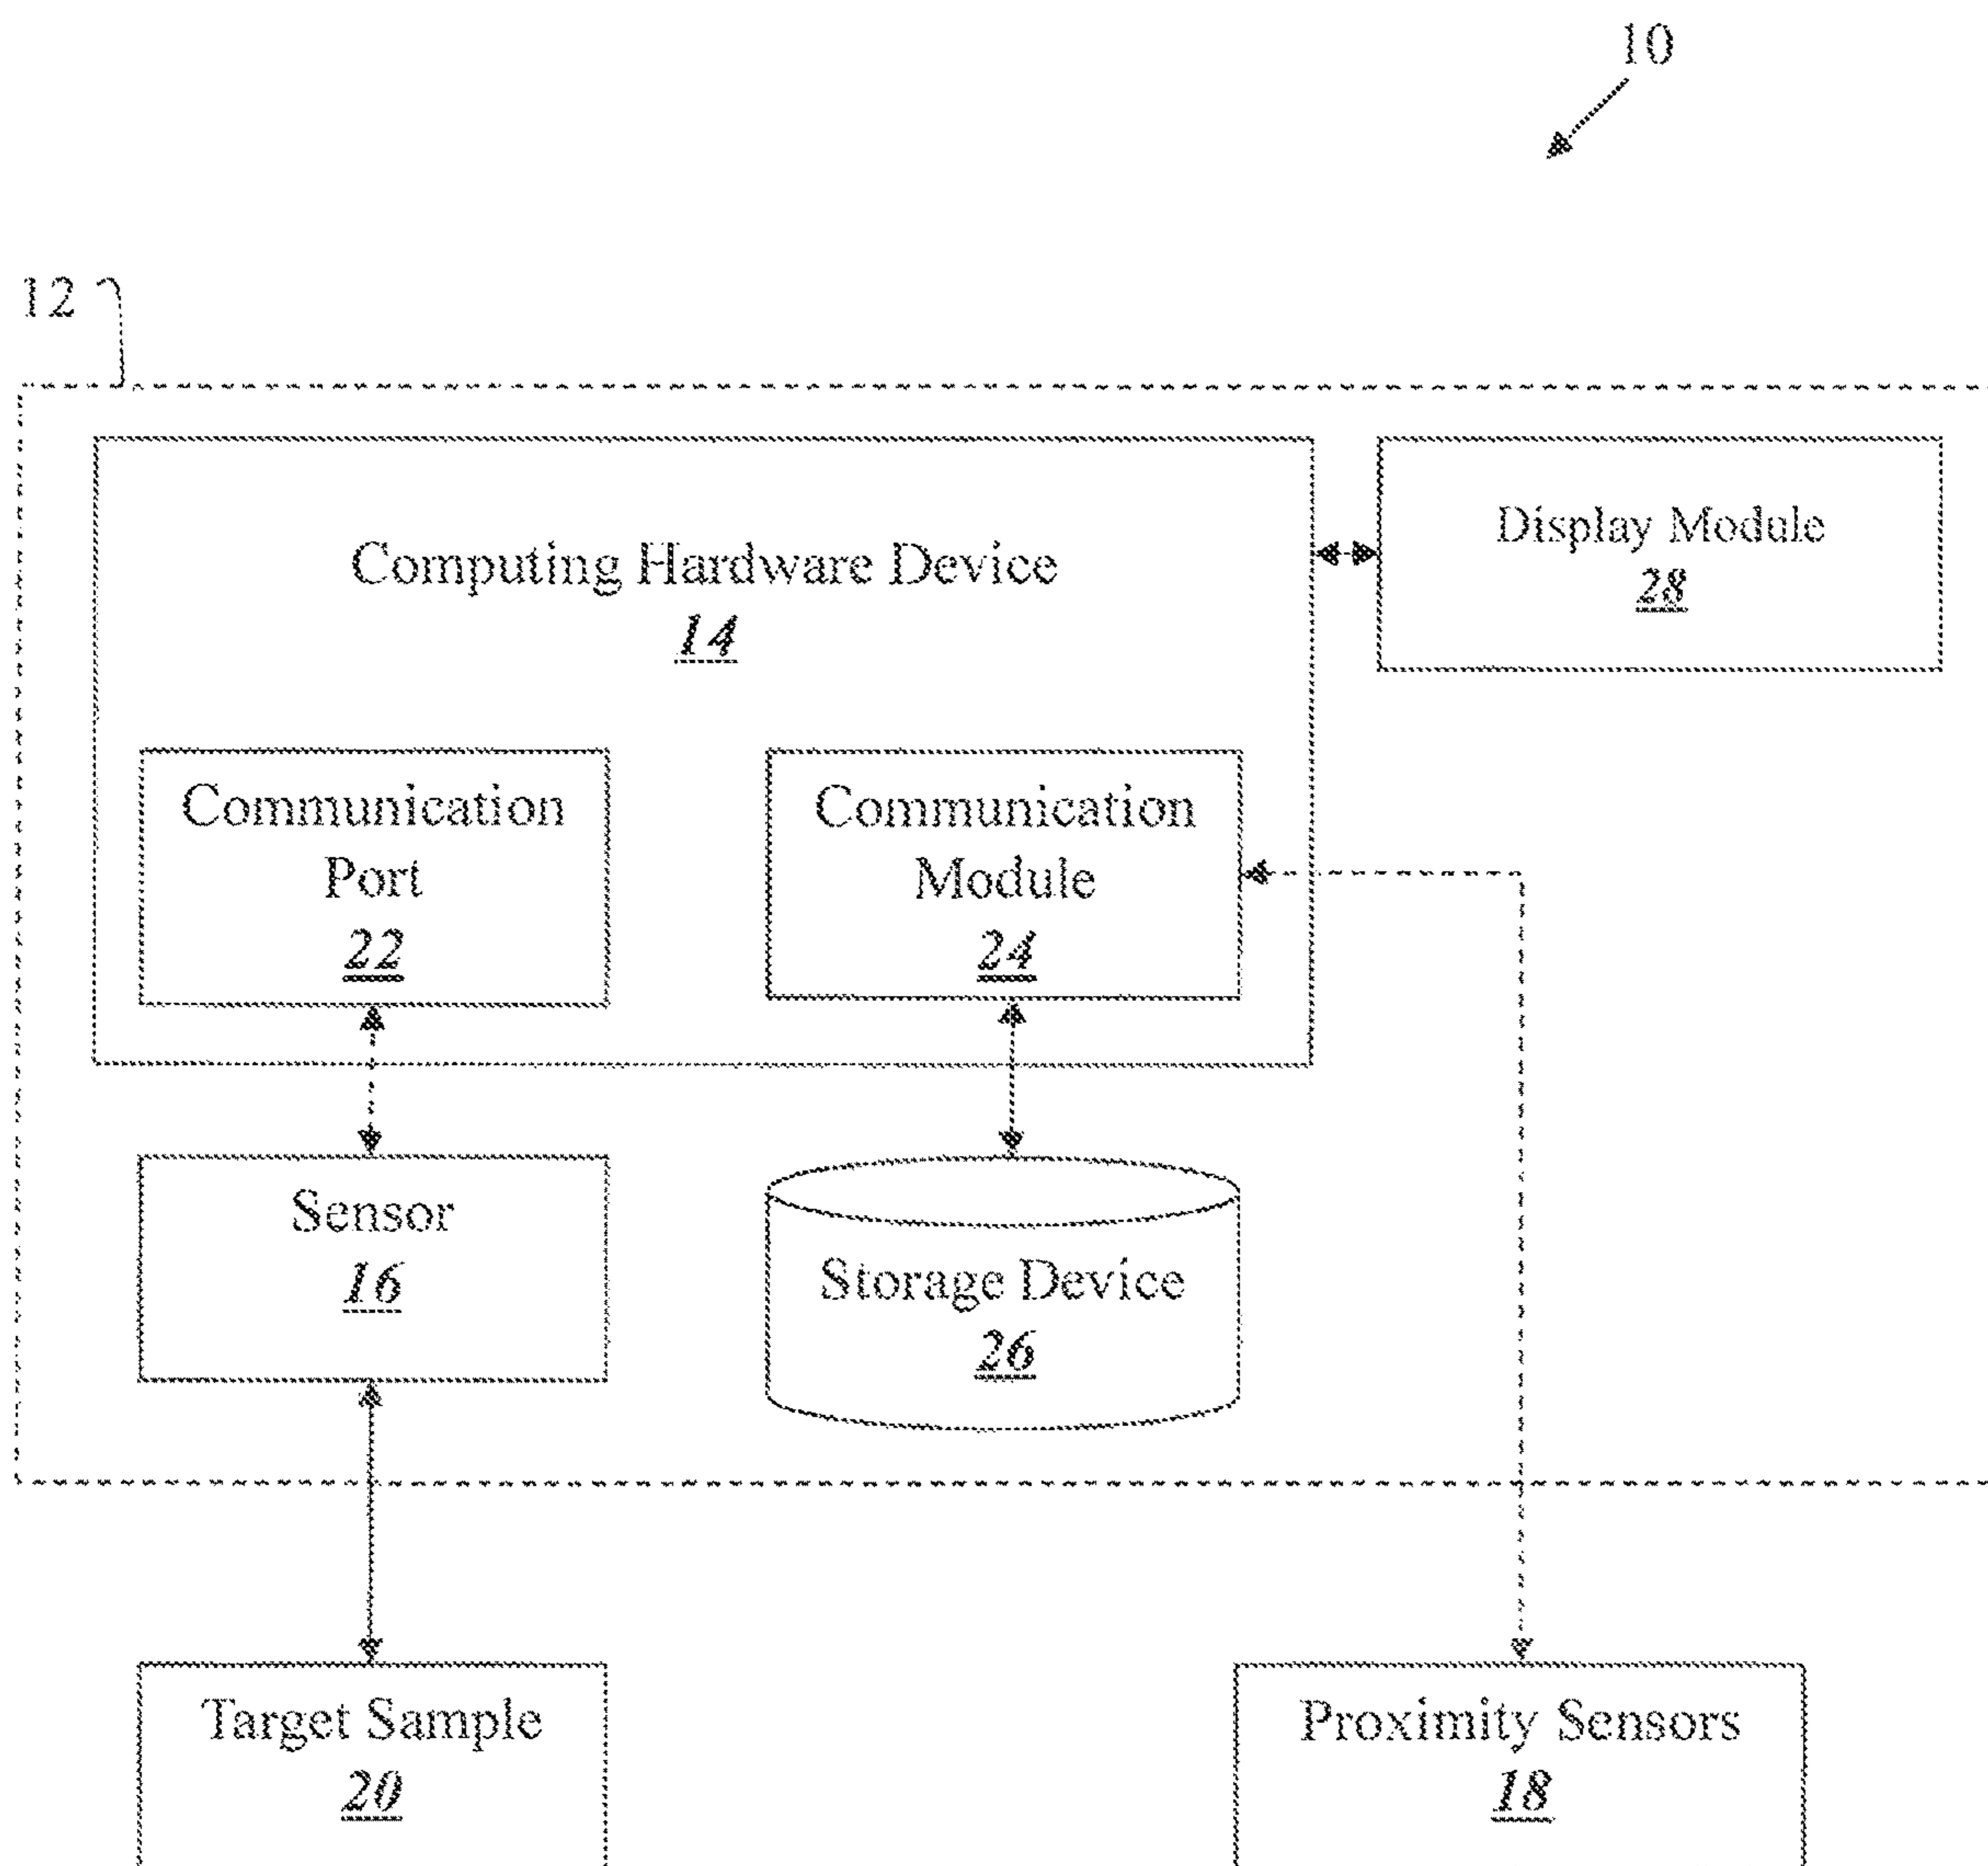 10
12
Computing Hardware Device
14
Display Module
28
Communication
Port
22
Communication
Module
24
Sensor
16
Storage Device
26
Target Sample
20
Proximity Sensors
18